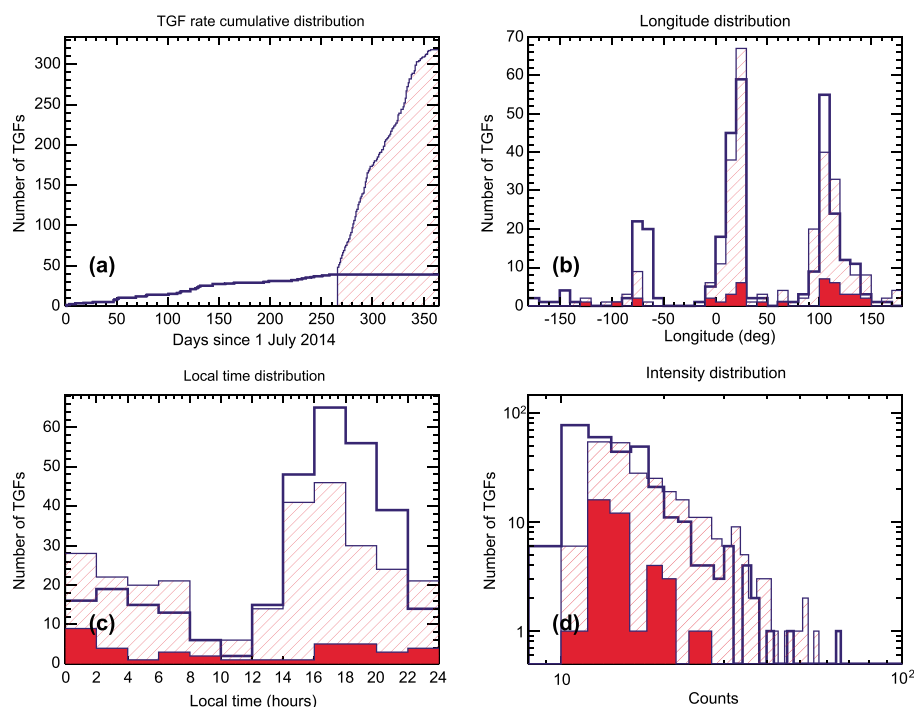 TGF rate cumulative distribution
Number of TGFs
300
250
200
150
100
50
0
(a)
0 50 100 150 200 250 300 350
Days since 1 July 2014
Longitude distribution
Number of TGFs
70
60
50
40
30
20
10
0
(b)
-150 -100 -50 0 50 100 150
Longitude (deg)
Local time distribution
Number of TGFs
60
50
40
30
20
10
0
(c)
0 2 4 6 8 10 12 14 16 18 20 22 24
Local time (hours)
Intensity distribution
Number of TGFs
10²
10
1
(d)
10 10²
Counts